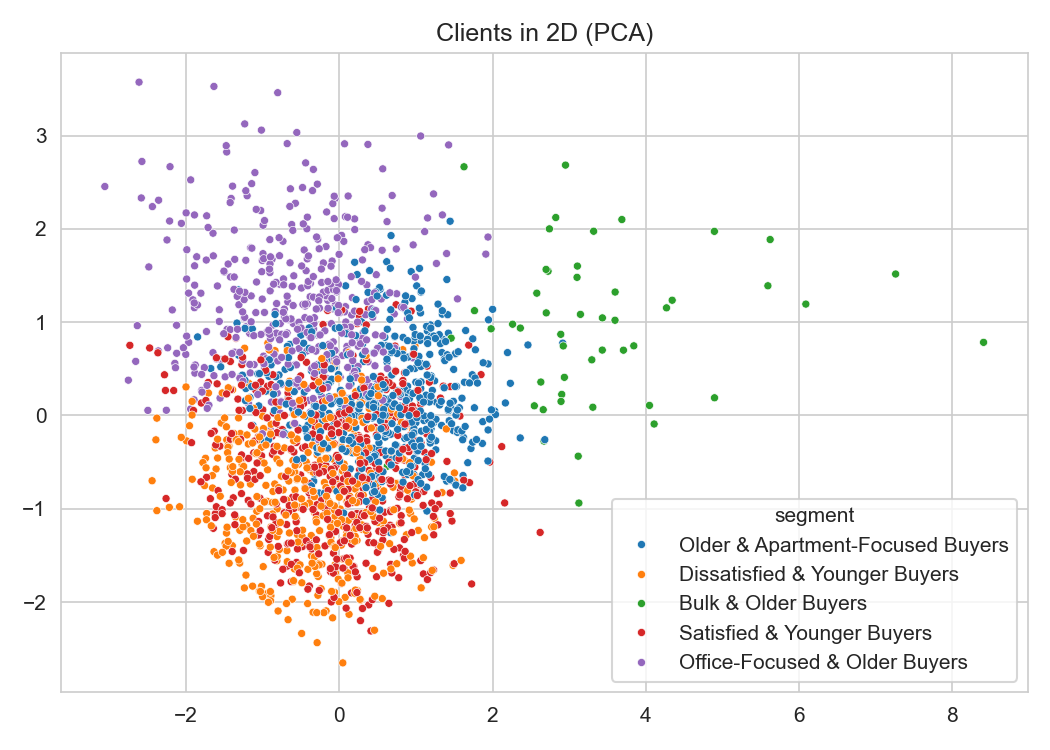 Clients in 2D (PCA)
3
2
1
0
−1
−2
−2
0
2
4
6
8
segment
Older & Apartment-Focused Buyers
Dissatisfied & Younger Buyers
Bulk & Older Buyers
Satisfied & Younger Buyers
Office-Focused & Older Buyers